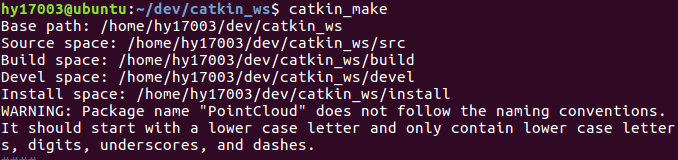 hy17003@ubuntu:~/dev/catkin_ws$ catkin_make
Base path: /home/hy17003/dev/catkin_ws
Source space: /home/hy17003/dev/catkin_ws/src
Build space: /home/hy17003/dev/catkin_ws/build
Devel space: /home/hy17003/dev/catkin_ws/devel
Install space: /home/hy17003/dev/catkin_ws/install
WARNING: Package name "PointCloud" does not follow the naming conventions.
It should start with a lower case letter and only contain lower case letter
s, digits, underscores, and dashes.
####